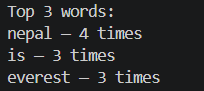 Top 3 words:
nepal — 4 times
is — 3 times
everest — 3 times